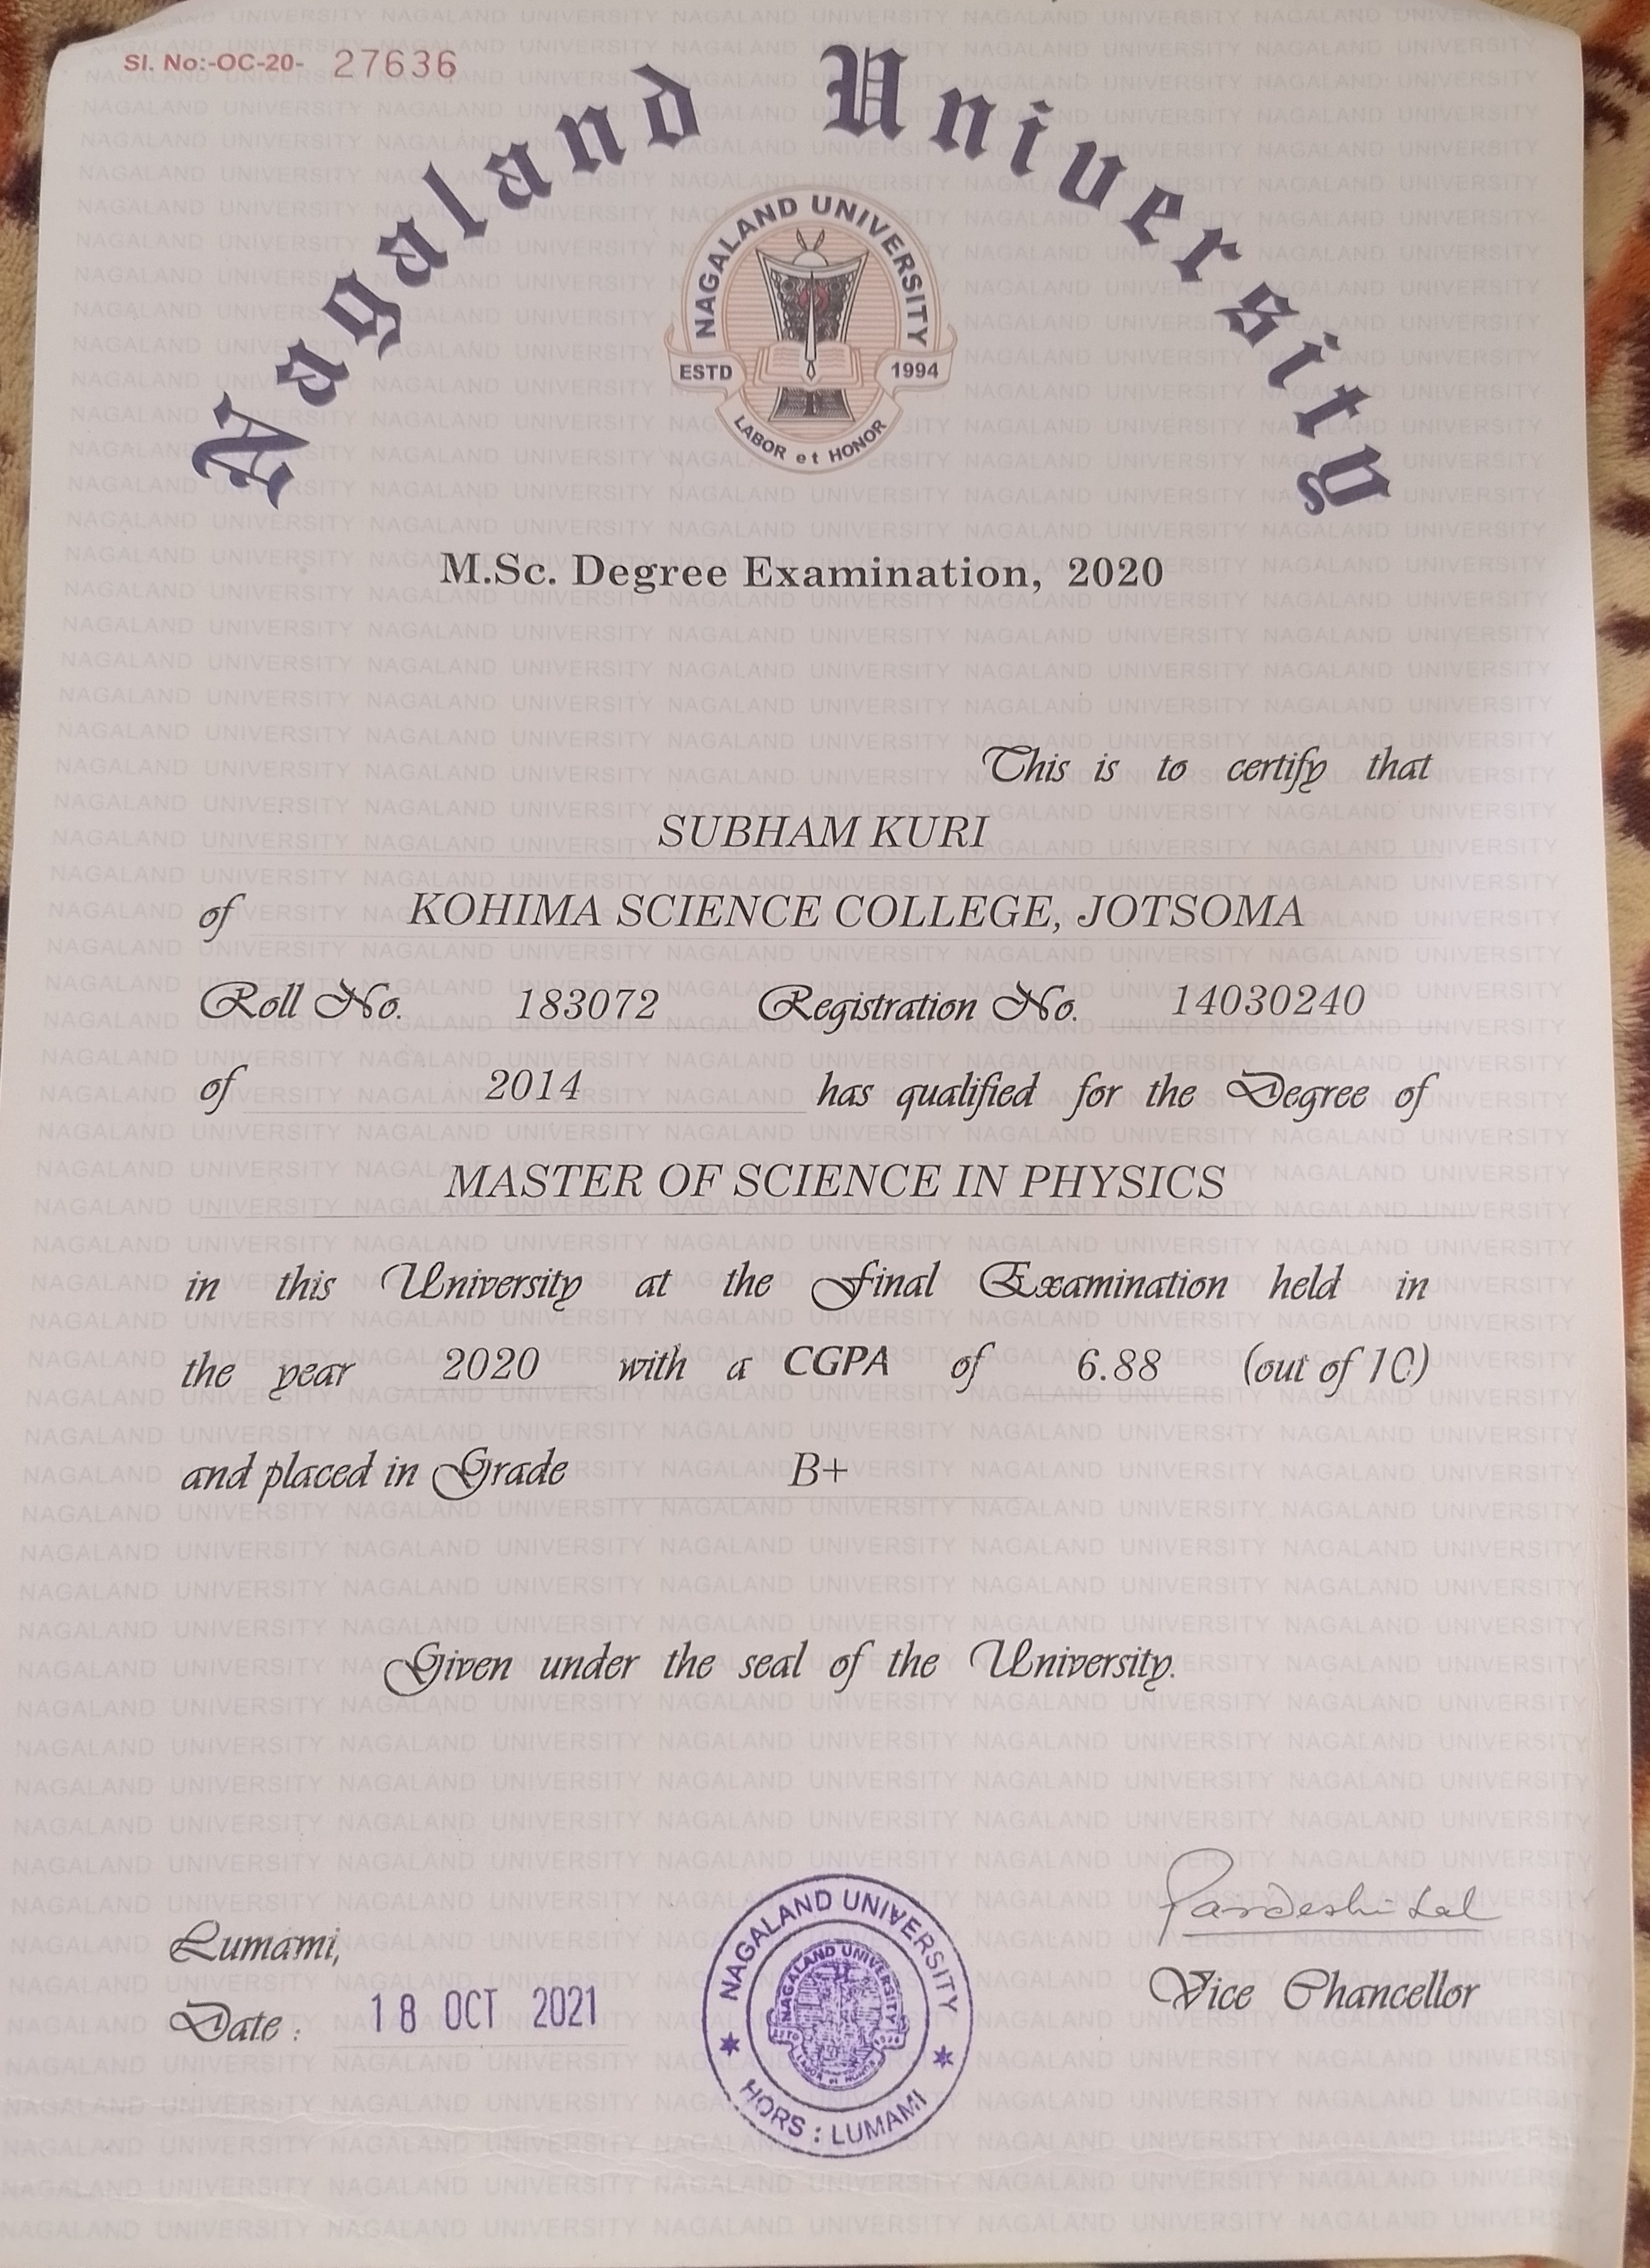 Sl. No:-OC-20- 27636
Nagaland University
NAGALAND UNIVERSITY
ESTD 1994
LABOR et HONOR
M.Sc. Degree Examination, 2020
This is to certify that
SUBHAM KURI
of KOHIMA SCIENCE COLLEGE, JOTSOMA
Roll No. 183072 Registration No. 14030240
of 2014 has qualified for the Degree of
MASTER OF SCIENCE IN PHYSICS
in this University at the Final Examination held in
the year 2020 with a CGPA of 6.88 (out of 10)
and placed in Grade B+
Given under the seal of the University.
Pardeshi Lal
Lumami,
Vice Chancellor
Date : 18 OCT 2021
NAGALAND UNIVERSITY
NAGALAND UNIVERSITY
HQRS : LUMAMI